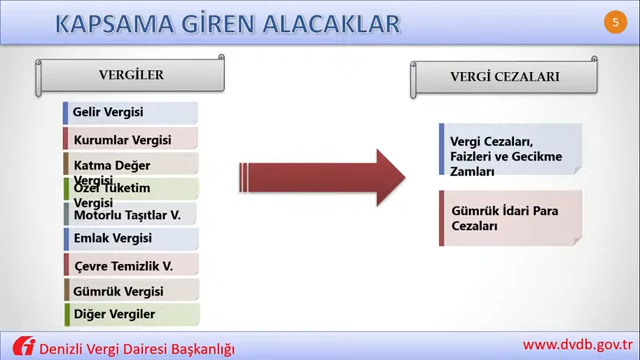 KAPSAMA GİREN ALACAKLAR
5
VERGİLER
Gelir Vergisi
Kurumlar Vergisi
Katma Değer
Vergisi
Özel Tüketim
Vergisi
Motorlu Taşıtlar V.
Emlak Vergisi
Çevre Temizlik V.
Gümrük Vergisi
Diğer Vergiler
VERGİ CEZALARI
Vergi Cezaları,
Faizleri ve Gecikme
Zamları
Gümrük İdari Para
Cezaları
Denizli Vergi Dairesi Başkanlığı
www.dvdb.gov.tr